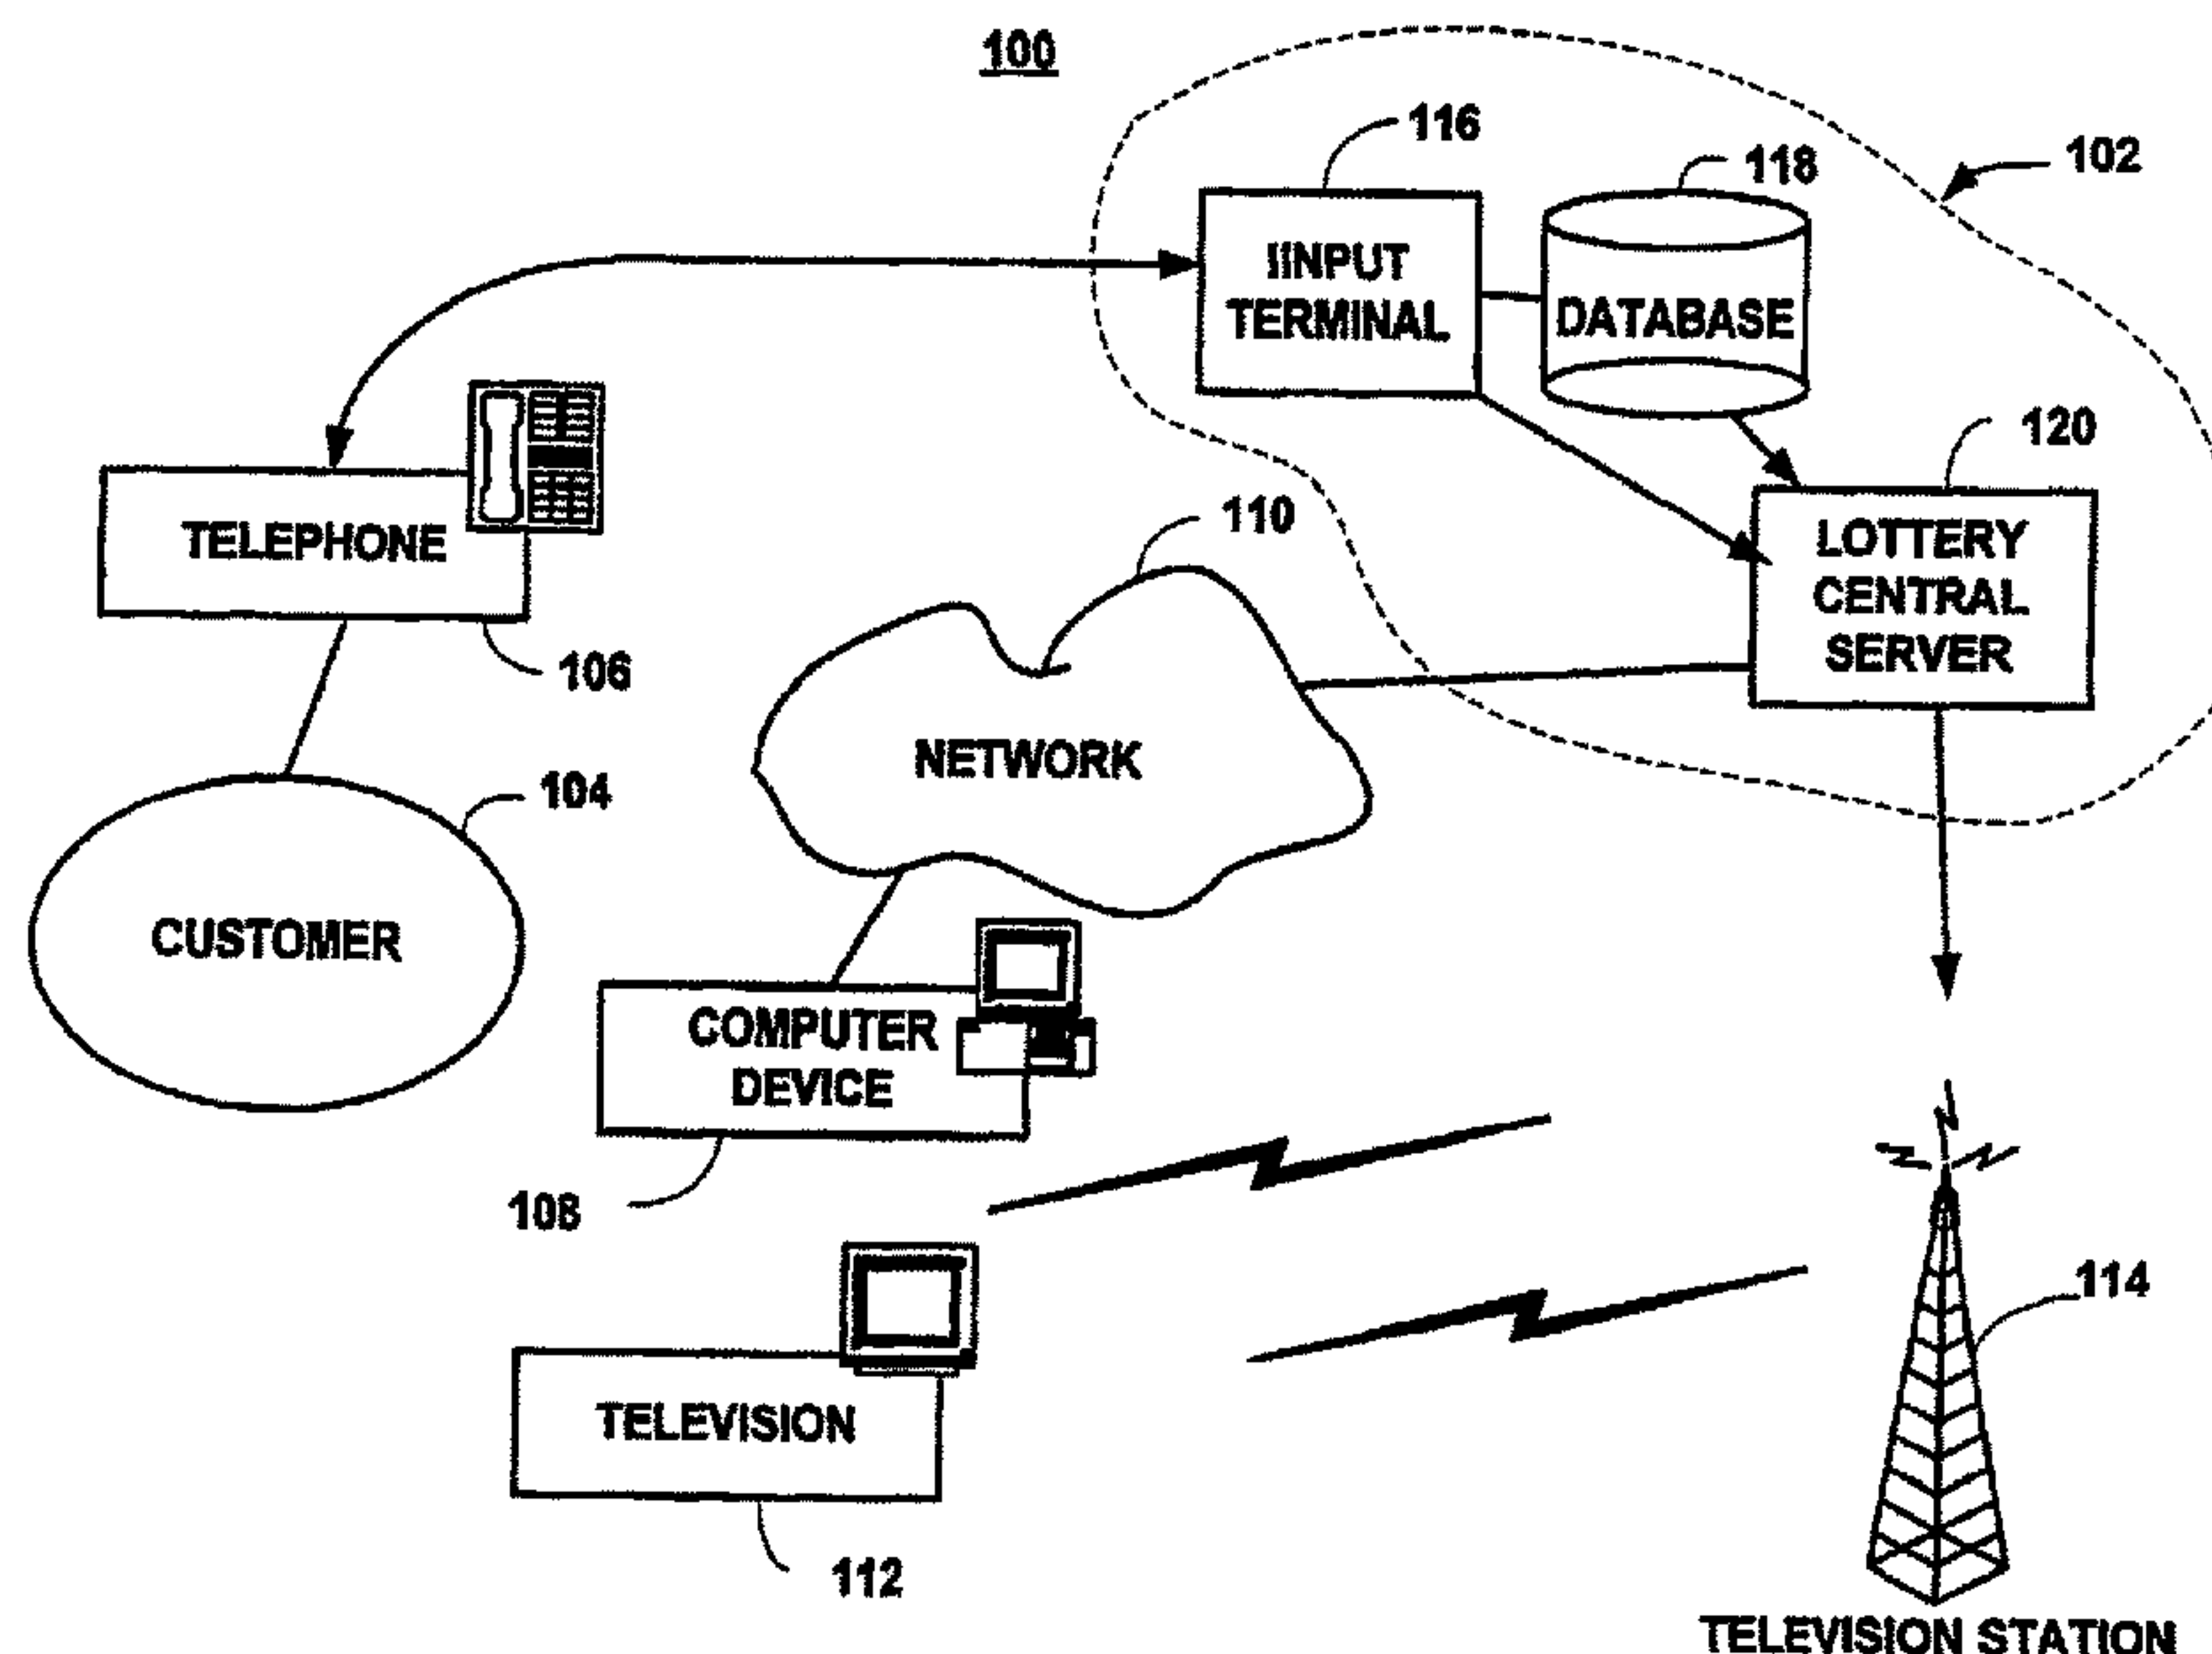 100
116
118
102
IINPUT
TERMINAL
DATABASE
120
TELEPHONE
110
LOTTERY
CENTRAL
SERVER
106
NETWORK
104
CUSTOMER
COMPUTER
DEVICE
108
114
TELEVISION
112
TELEVISION STATION